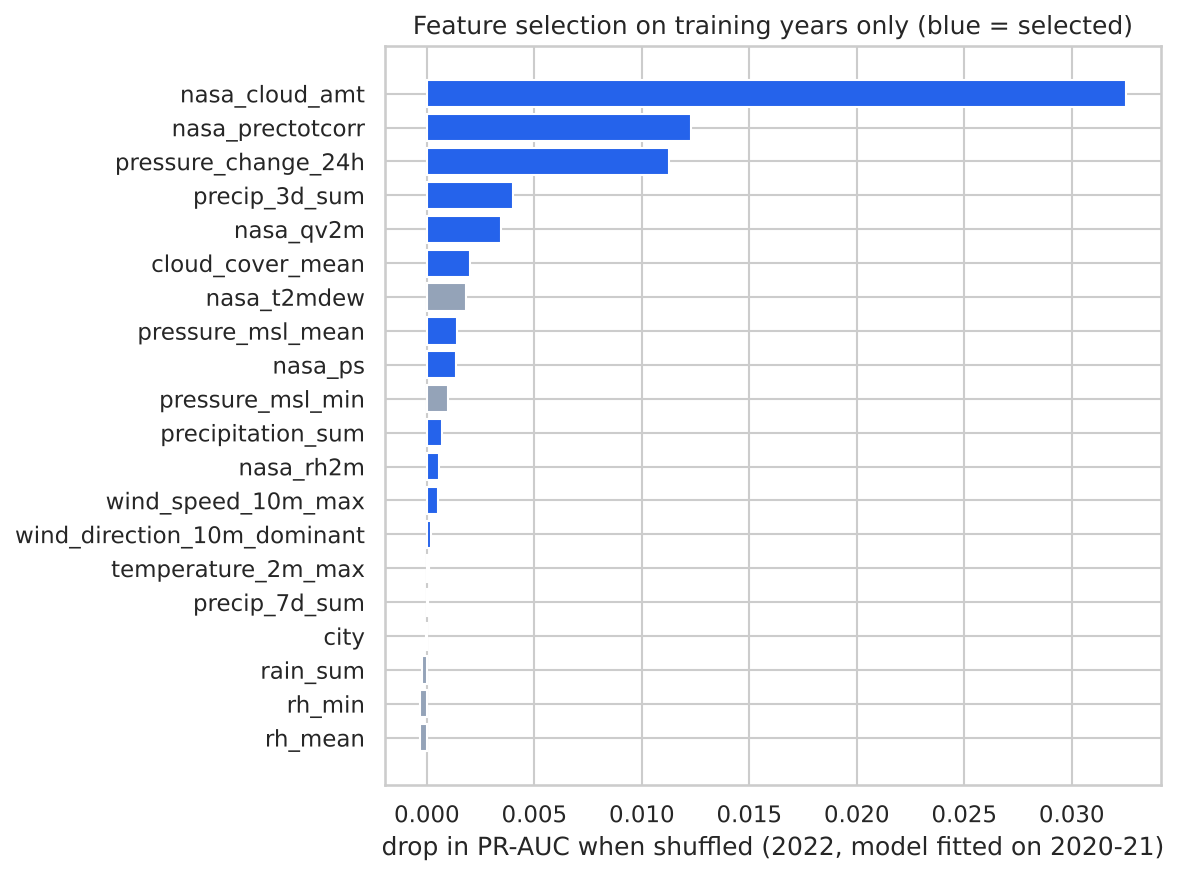 Feature selection on training years only (blue = selected)
nasa_cloud_amt
nasa_prectotcorr
pressure_change_24h
precip_3d_sum
nasa_qv2m
cloud_cover_mean
nasa_t2mdew
pressure_msl_mean
nasa_ps
pressure_msl_min
precipitation_sum
nasa_rh2m
wind_speed_10m_max
wind_direction_10m_dominant
temperature_2m_max
precip_7d_sum
city
rain_sum
rh_min
rh_mean
0.000 0.005 0.010 0.015 0.020 0.025 0.030
drop in PR-AUC when shuffled (2022, model fitted on 2020-21)